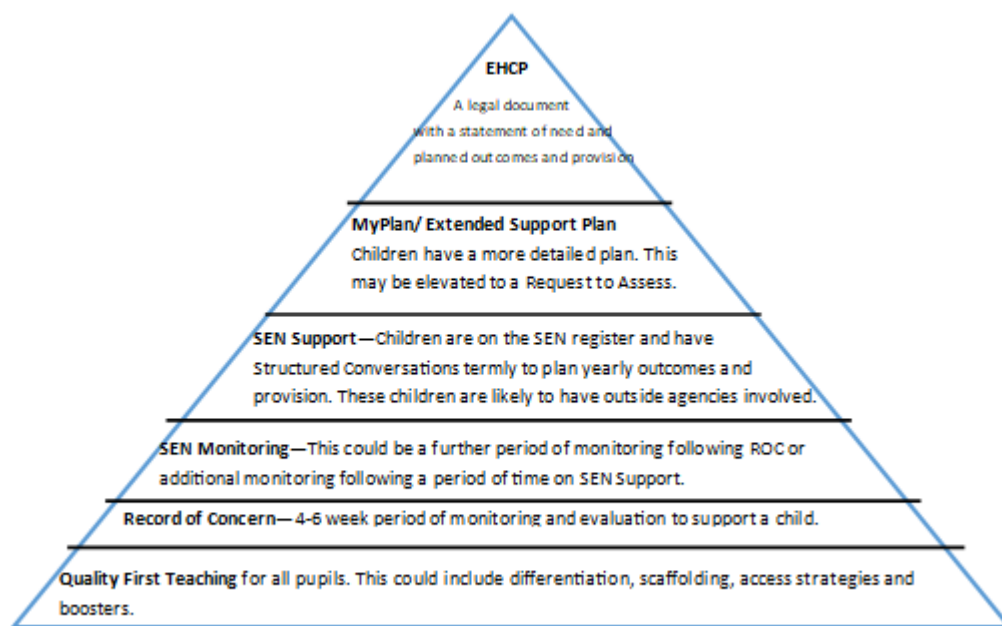 EHCP
A legal document
with a statement of need and
planned outcomes and provision
MyPlan/ Extended Support Plan
Children have a more detailed plan. This
may be elevated to a Request to Assess.
SEN Support—Children are on the SEN register and have
Structured Conversations termly to plan yearly outcomes and
provision. These children are likely to have outside agencies involved.
SEN Monitoring—This could be a further period of monitoring following ROC or
additional monitoring following a period of time on SEN Support.
Record of Concern—4-6 week period of monitoring and evaluation to support a child.
Quality First Teaching for all pupils. This could include differentiation, scaffolding, access strategies and
boosters.